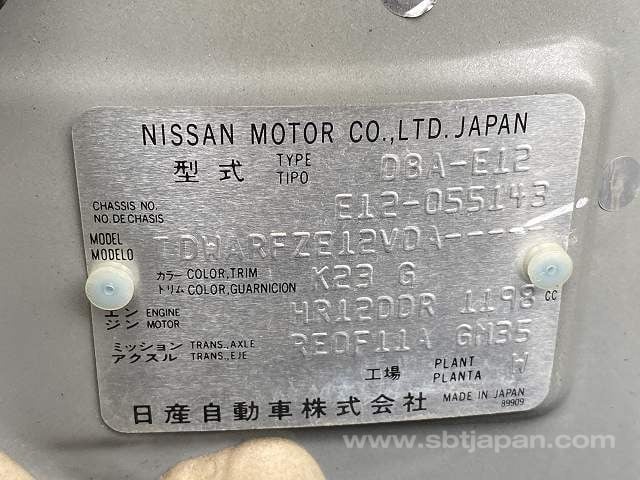 NISSAN MOTOR CO.,LTD. JAPAN
型式 TYPE TIPO DBA-E12
CHASSIS NO. NO. DE CHASIS E12-055143
MODEL MODELO TDWARFZE12VDA-----
カラー COLOR, TRIM K23 G
トリム COLOR, GUARNICION
エンジン ENGINE MOTOR HR12DDR 1198 CC
ミッション TRANS., AXLE RE0F11A GM35
アクスル TRANS., EJE
工場 PLANT PLANTA W
日産自動車株式会社 MADE IN JAPAN
89909
www.sbtjapan.com